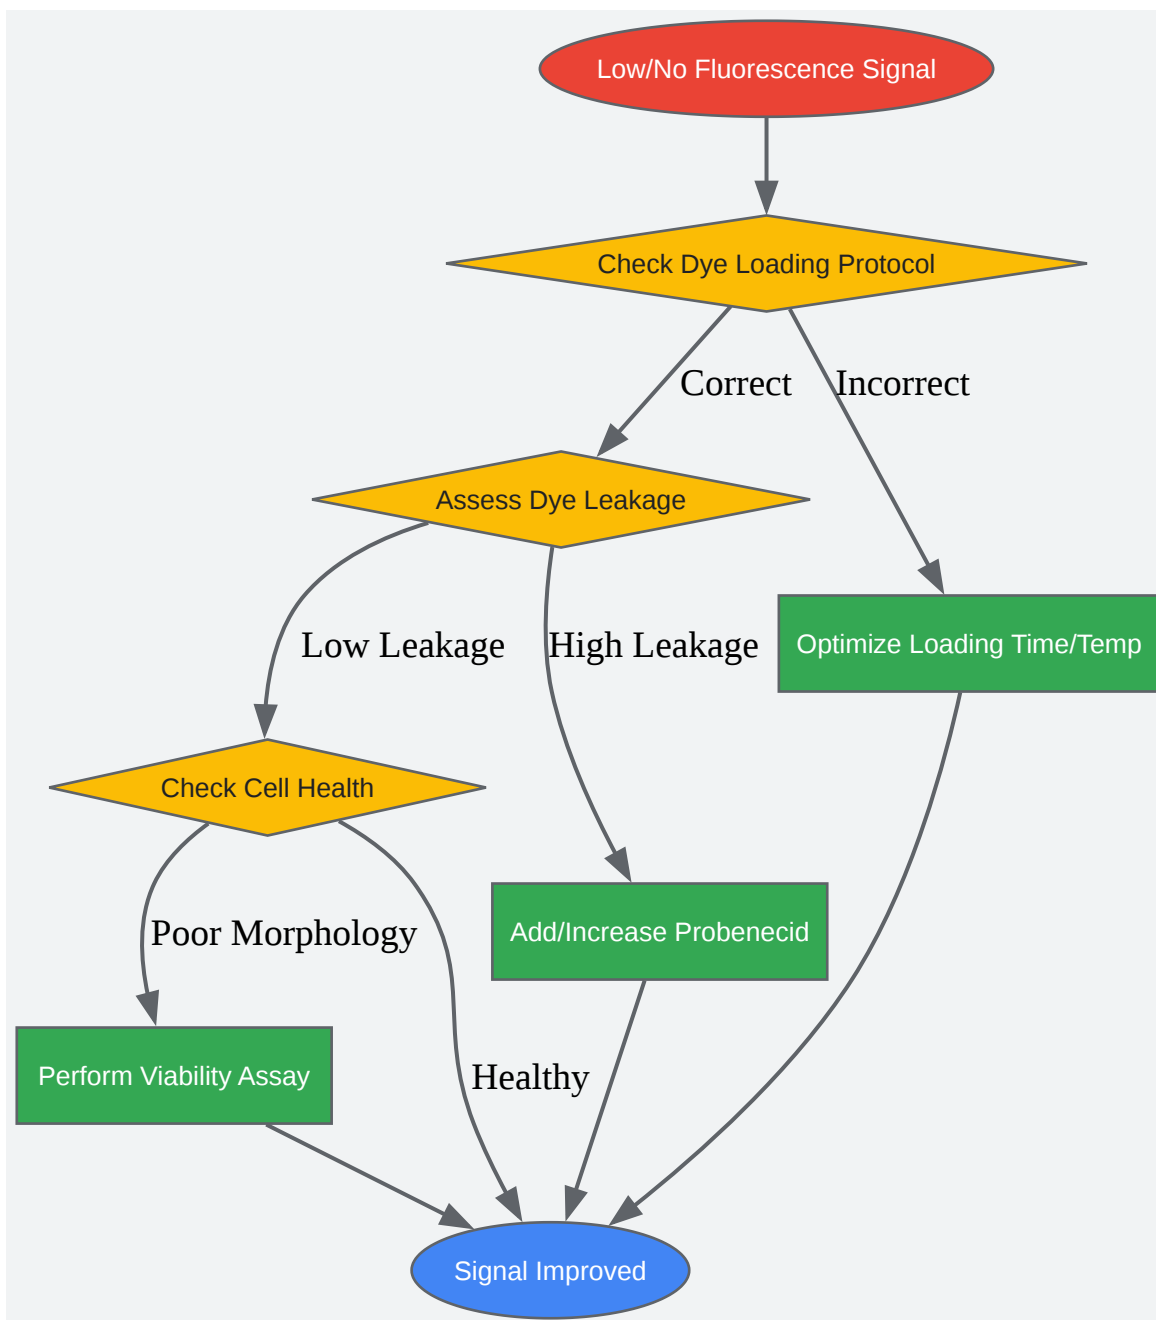 Low/No Fluorescence Signal
Check Dye Loading Protocol
Correct
Incorrect
Assess Dye Leakage
Low Leakage
High Leakage
Optimize Loading Time/Temp
Check Cell Health
Poor Morphology
Add/Increase Probenecid
Perform Viability Assay
Healthy
Signal Improved